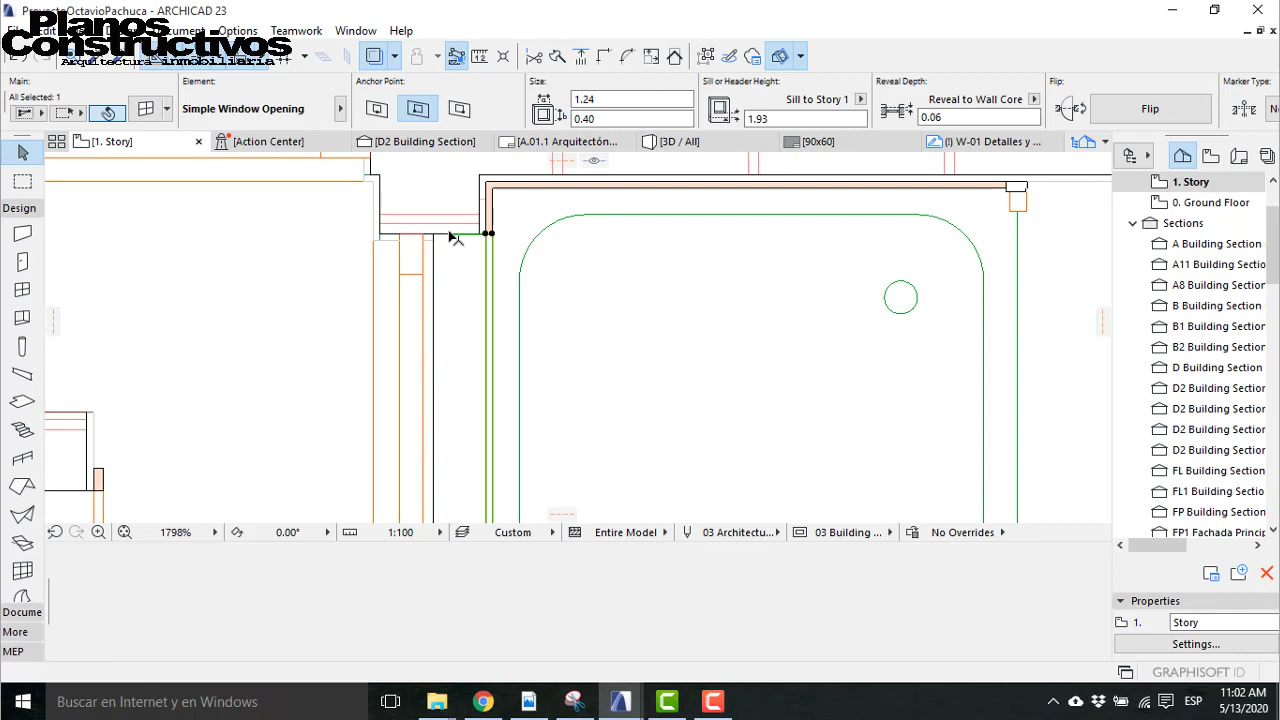 ProyectoOctavioPachuca - ARCHICAD 23
Planos
Constructivos
Arquitectura inmobiliaria
Options Teamwork Window Help
Main:
All Selected: 1
Element:
Simple Window Opening
Anchor Point:
Size:
1.24
0.40
Sill or Header Height:
Sill to Story 1
1.93
Reveal Depth:
Reveal to Wall Core
0.06
Flip:
Flip
Marker Type:
N
[1. Story]
[Action Center]
[D2 Building Section]
[A.01.1 Arquitectón...
[3D / All]
[90x60]
(!) W-01 Detalles y ...
Design
Docume
More
MEP
1. Story
0. Ground Floor
Sections
A Building Section
A11 Building Sectio
A8 Building Section
B Building Section
B1 Building Section
B2 Building Section
D Building Section
D2 Building Section
D2 Building Section
D2 Building Section
D2 Building Section
FL Building Section
FL1 Building Section
FP Building Section
FP1 Fachada Princi
1798%
0.00°
1:100
Custom
Entire Model
03 Architectu...
03 Building ...
No Overrides
Properties
1.
Story
Settings...
GRAPHISOFT ID
Buscar en Internet y en Windows
ESP
11:02 AM
5/13/2020